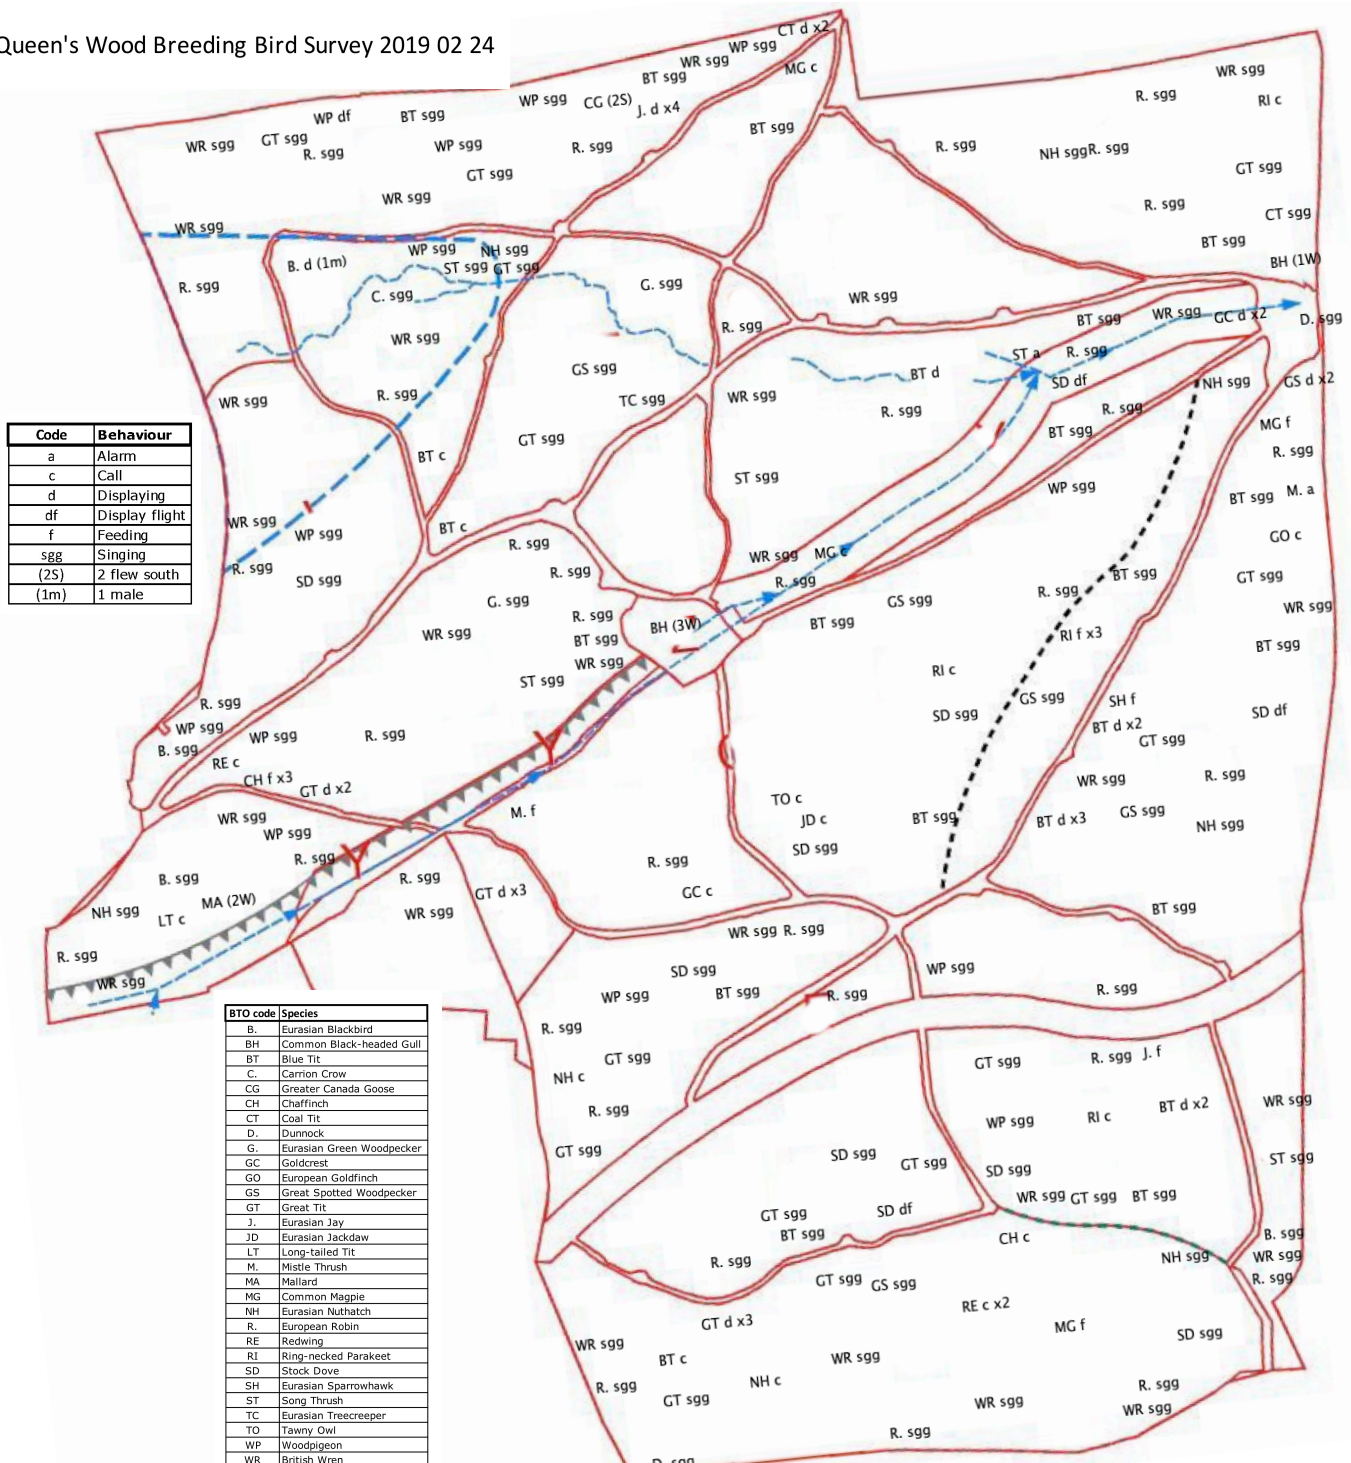 Queen's Wood Breeding Bird Survey 2019 02 24
CT d x2
WP sgg
WR sgg
MG c
BT sgg
WR sgg
WP sgg
CG (2S)
J. d x4
R. sgg
RI c
WP df
BT sgg
BT sgg
WR sgg
GT sgg
R. sgg
WP sgg
R. sgg
R. sgg
NH sgg
R. sgg
GT sgg
GT sgg
WR sgg
R. sgg
CT sgg
WR sgg
WP sgg
NH sgg
BT sgg
B. d (1m)
ST sgg
GT sgg
BH (1W)
R. sgg
C. sgg
G. sgg
WR sgg
R. sgg
BT sgg
WR sgg
GC d x2
D. sgg
WR sgg
GS sgg
ST a
R. sgg
BT d
SD df
NH sgg
GS d x2
WR sgg
R. sgg
TC sgg
WR sgg
R. sgg
R. sgg
MG f
GT sgg
BT sgg
R. sgg
BT c
ST sgg
WP sgg
BT sgg
M. a
Code Behaviour
a Alarm
c Call
d Displaying
df Display flight
f Feeding
sgg Singing
(2S) 2 flew south
(1m) 1 male
WR sgg
WP sgg
BT c
R. sgg
WR sgg
MG c
GO c
R. sgg
SD sgg
R. sgg
R. sgg
BT sgg
GT sgg
G. sgg
GS sgg
R. sgg
WR sgg
R. sgg
BH (3W)
BT sgg
RI f x3
WR sgg
BT sgg
BT sgg
WR sgg
ST sgg
RI c
R. sgg
GS sgg
SH f
SD sgg
SD df
WP sgg
WP sgg
R. sgg
BT d x2
GT sgg
B. sgg
RE c
CH f x3
GT d x2
WR sgg
R. sgg
TO c
M. f
JD c
BT sgg
BT d x3
GS sgg
NH sgg
WR sgg
WP sgg
R. sgg
SD sgg
R. sgg
B. sgg
R. sgg
GT d x3
GC c
MA (2W)
NH sgg
LT c
WR sgg
BT sgg
WR sgg
R. sgg
R. sgg
SD sgg
WP sgg
WR sgg
WP sgg
BT sgg
R. sgg
R. sgg
R. sgg
GT sgg
GT sgg
R. sgg
J. f
NH c
R. sgg
WP sgg
RI c
BT d x2
WR sgg
GT sgg
SD sgg
GT sgg
SD sgg
ST sgg
WR sgg
GT sgg
BT sgg
GT sgg
SD df
BT sgg
CH c
B. sgg
R. sgg
NH sgg
WR sgg
GT sgg
GS sgg
R. sgg
RE c x2
GT d x3
MG f
SD sgg
WR sgg
BT c
WR sgg
R. sgg
NH c
GT sgg
R. sgg
WR sgg
WR sgg
R. sgg
D. sgg
BTO code Species
B. Eurasian Blackbird
BH Common Black-headed Gull
BT Blue Tit
C. Carrion Crow
CG Greater Canada Goose
CH Chaffinch
CT Coal Tit
D. Dunnock
G. Eurasian Green Woodpecker
GC Goldcrest
GO European Goldfinch
GS Great Spotted Woodpecker
GT Great Tit
J. Eurasian Jay
JD Eurasian Jackdaw
LT Long-tailed Tit
M. Mistle Thrush
MA Mallard
MG Common Magpie
NH Eurasian Nuthatch
R. European Robin
RE Redwing
RI Ring-necked Parakeet
SD Stock Dove
SH Eurasian Sparrowhawk
ST Song Thrush
TC Eurasian Treecreeper
TO Tawny Owl
WP Woodpigeon
WR British Wren